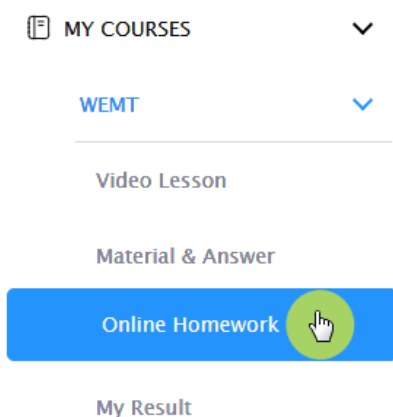 MY COURSES
WEMT
Video Lesson
Material & Answer
Online Homework
My Result